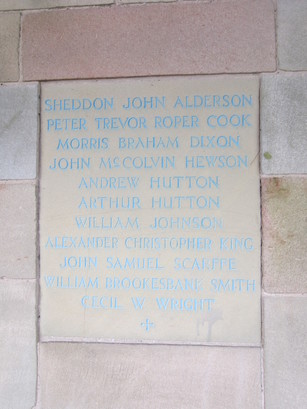 SHEDDON JOHN ALDERSON
PETER TREVOR ROPER COOK
MORRIS BRAHAM DIXON
JOHN McCOLVIN HEWSON
ANDREW HUTTON
ARTHUR HUTTON
WILLIAM JOHNSON
ALEXANDER CHRISTOPHER KING
JOHN SAMUEL SCARFFE
WILLIAM BROOKESBANK SMITH
CECIL W. WRIGHT